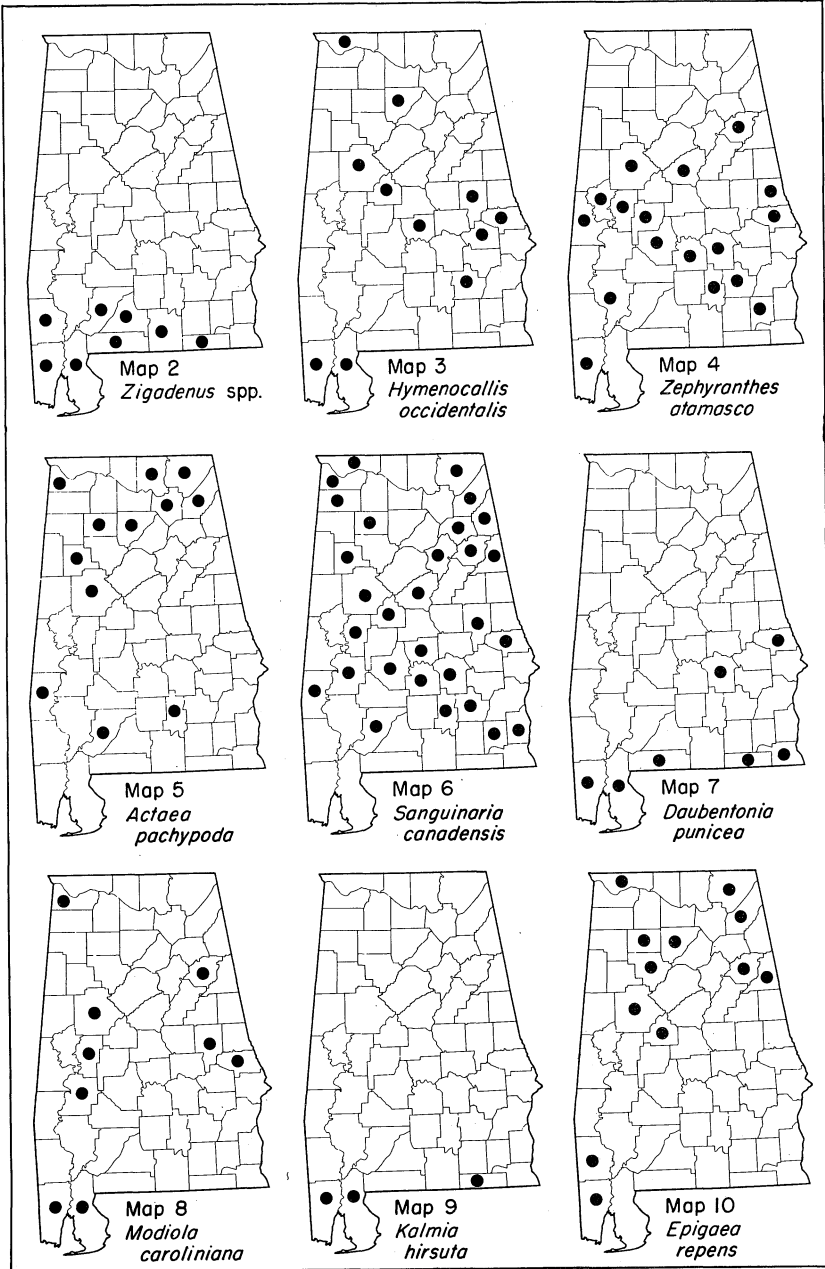 Map 2
Zigadenus spp.
Map 3
Hymenocallis
occidentalis
Map 4
Zephyranthes
atamasco
Map 5
Actaea
pachypoda
Map 6
Sanguinaria
canadensis
Map 7
Daubentonia
punicea
Map 8
Modiola
caroliniana
Map 9
Kalmia
hirsuta
Map 10
Epigaea
repens